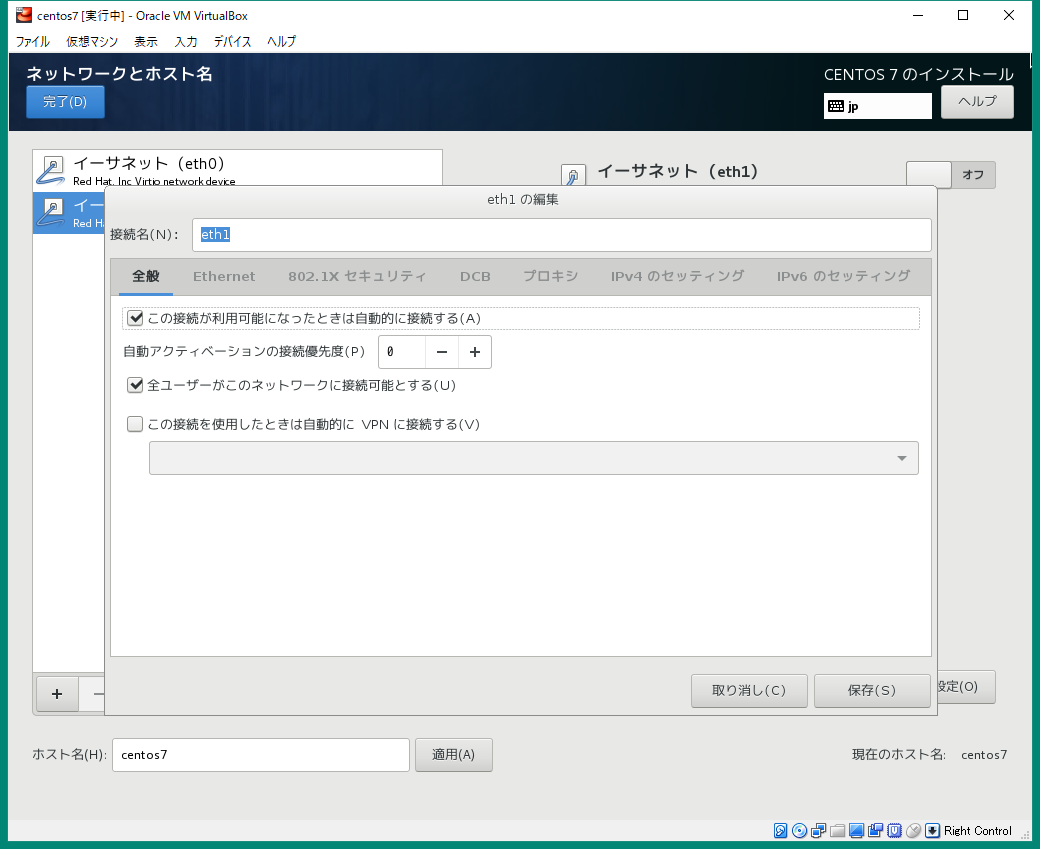 centos7 [実行中] - Oracle VM VirtualBox
ファイル 仮想マシン 表示 入力 デバイス ヘルプ
ネットワークとホスト名
CENTOS 7 のインストール
完了(D)
jp
ヘルプ
イーサネット（eth0）
Red Hat, Inc Virtio network device
イーサネット（eth1）
オフ
イー
Red H
eth1 の編集
接続名(N)：
eth1
全般 Ethernet 802.1X セキュリティ DCB プロキシ IPv4 のセッティング IPv6 のセッティング
この接続が利用可能になったときは自動的に接続する(A)
自動アクティベーションの接続優先度(P) 0 − +
全ユーザーがこのネットワークに接続可能とする(U)
この接続を使用したときは自動的に VPN に接続する(V)
+ −
取り消し(C) 保存(S)
設定(O)
ホスト名(H): centos7 適用(A)
現在のホスト名: centos7
Right Control